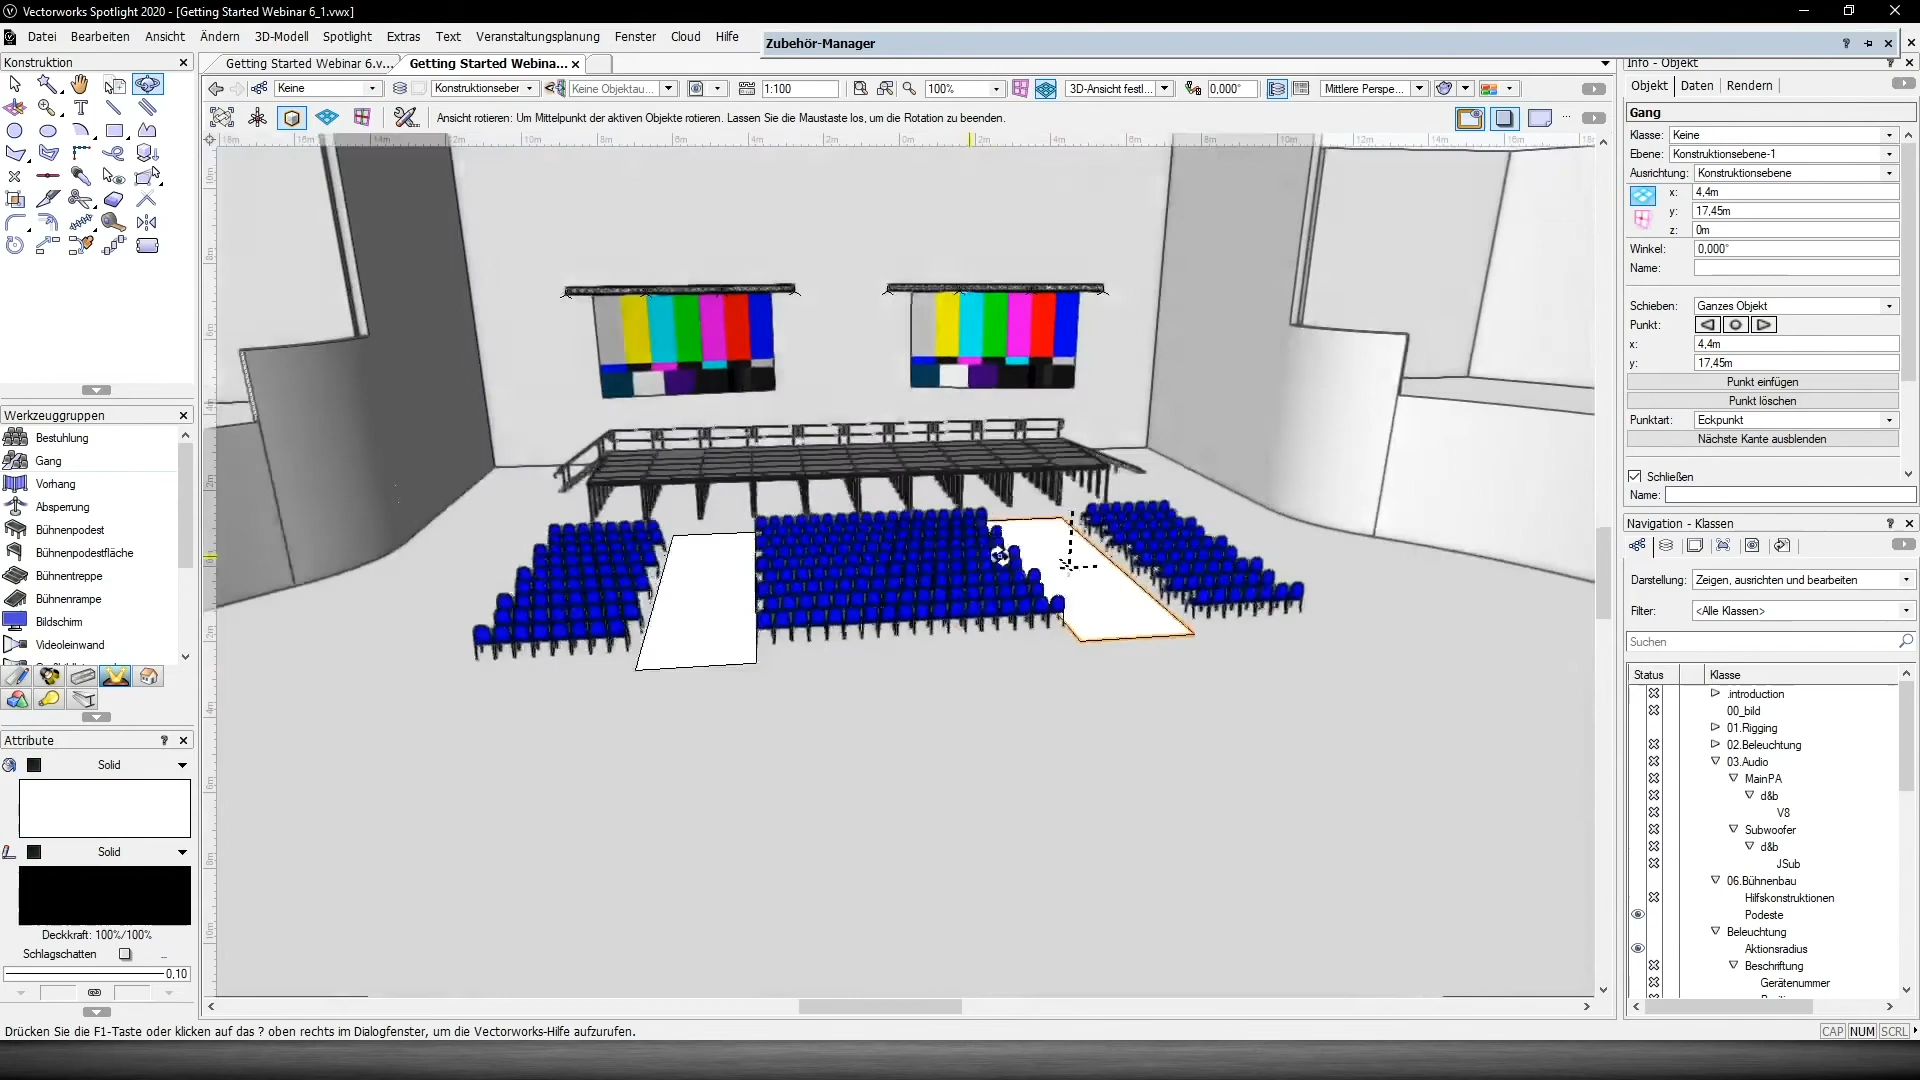 Vectorworks Spotlight 2020 - [Getting Started Webinar 6_1.vwx]
Datei Bearbeiten Ansicht Ändern 3D-Modell Spotlight Extras Text Veranstaltungsplanung Fenster Cloud Hilfe
Zubehör-Manager
Konstruktion
Getting Started Webinar 6.v...
Getting Started Webina...
Keine
Konstruktionseber
Keine Objektau...
1:100
100%
3D-Ansicht festl...
0,000°
Mittlere Perspe...
Ansicht rotieren: Um Mittelpunkt der aktiven Objekte rotieren. Lassen Sie die Maustaste los, um die Rotation zu beenden.
Werkzeuggruppen
Bestuhlung
Gang
Vorhang
Absperrung
Bühnenpodest
Bühnenpodestfläche
Bühnentreppe
Bühnenrampe
Bildschirm
Videoleinwand
Attribute
Solid
Solid
Deckkraft: 100%/100%
Schlagschatten
0,10
Info - Objekt
Objekt Daten Rendern
Gang
Klasse: Keine
Ebene: Konstruktionsebene-1
Ausrichtung: Konstruktionsebene
x: 4,4m
y: 17,45m
z: 0m
Winkel: 0,000°
Name:
Schieben: Ganzes Objekt
Punkt:
x: 4,4m
y: 17,45m
Punkt einfügen
Punkt löschen
Punktart: Eckpunkt
Nächste Kante ausblenden
Schließen
Name:
Navigation - Klassen
Darstellung: Zeigen, ausrichten und bearbeiten
Filter: <Alle Klassen>
Suchen
Status Klasse
.introduction
00_bild
01.Rigging
02.Beleuchtung
03.Audio
MainPA
d&b
V8
Subwoofer
d&b
JSub
06.Bühnenbau
Hilfskonstruktionen
Podeste
Beleuchtung
Aktionsradius
Beschriftung
Gerätenummer
Drücken Sie die F1-Taste oder klicken auf das ? oben rechts im Dialogfenster, um die Vectorworks-Hilfe aufzurufen.
CAP NUM SCRL